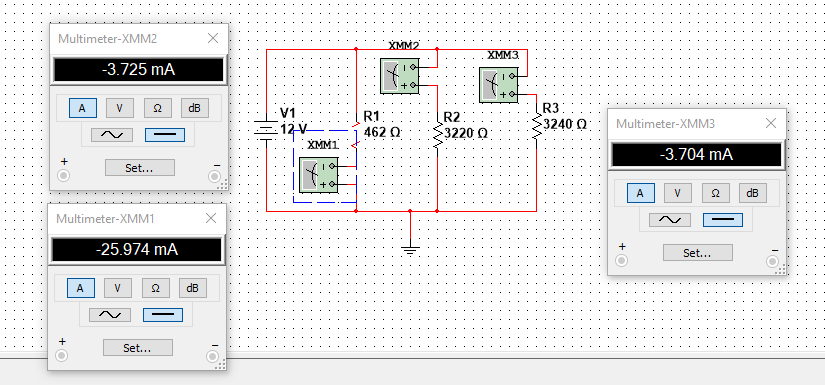 Multimeter-XMM2
-3.725 mA
A V Ω dB
Set...
+ −
Multimeter-XMM1
-25.974 mA
A V Ω dB
Set...
+ −
V1
12 V
R1
462 Ω
XMM1
XMM2
R2
3220 Ω
XMM3
R3
3240 Ω
Multimeter-XMM3
-3.704 mA
A V Ω dB
Set...
+ −